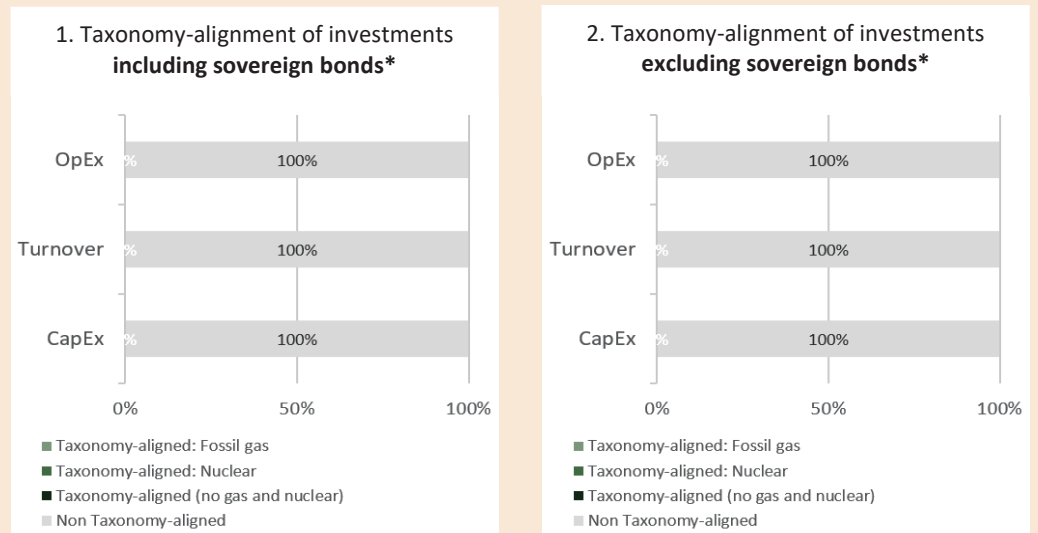 1. Taxonomy-alignment of investments
including sovereign bonds*
OpEx
%
100%
Turnover
%
100%
CapEx
%
100%
0%
50%
100%
Taxonomy-aligned: Fossil gas
Taxonomy-aligned: Nuclear
Taxonomy-aligned (no gas and nuclear)
Non Taxonomy-aligned
2. Taxonomy-alignment of investments
excluding sovereign bonds*
OpEx
%
100%
Turnover
%
100%
CapEx
%
100%
0%
50%
100%
Taxonomy-aligned: Fossil gas
Taxonomy-aligned: Nuclear
Taxonomy-aligned (no gas and nuclear)
Non Taxonomy-aligned